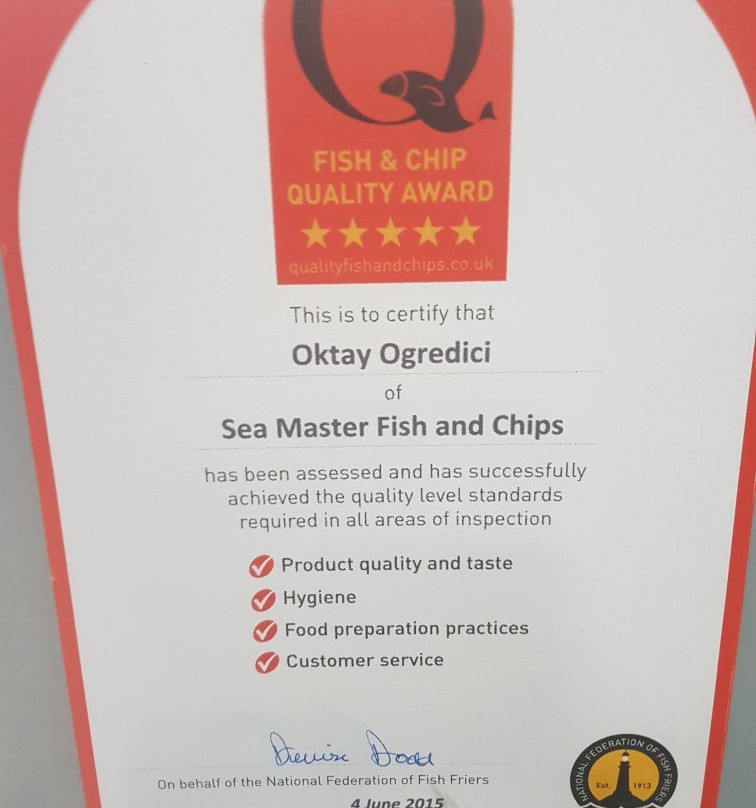 Q
FISH & CHIP
QUALITY AWARD
qualityfishandchips.co.uk
This is to certify that
Oktay Ogredici
of
Sea Master Fish and Chips
has been assessed and has successfully
achieved the quality level standards
required in all areas of inspection
Product quality and taste
Hygiene
Food preparation practices
Customer service
Denise Dodd
On behalf of the National Federation of Fish Friers
4 June 2015
NATIONAL FEDERATION OF FISH FRIERS
Est. 1913